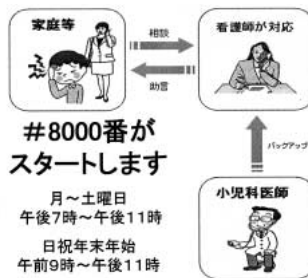 家庭等
相談
看護師が対応
助言
#8000番が
スタートします
バックアップ
月～土曜日
午後7時～午後11時
小児科医師
日祝年末年始
午前9時～午後11時